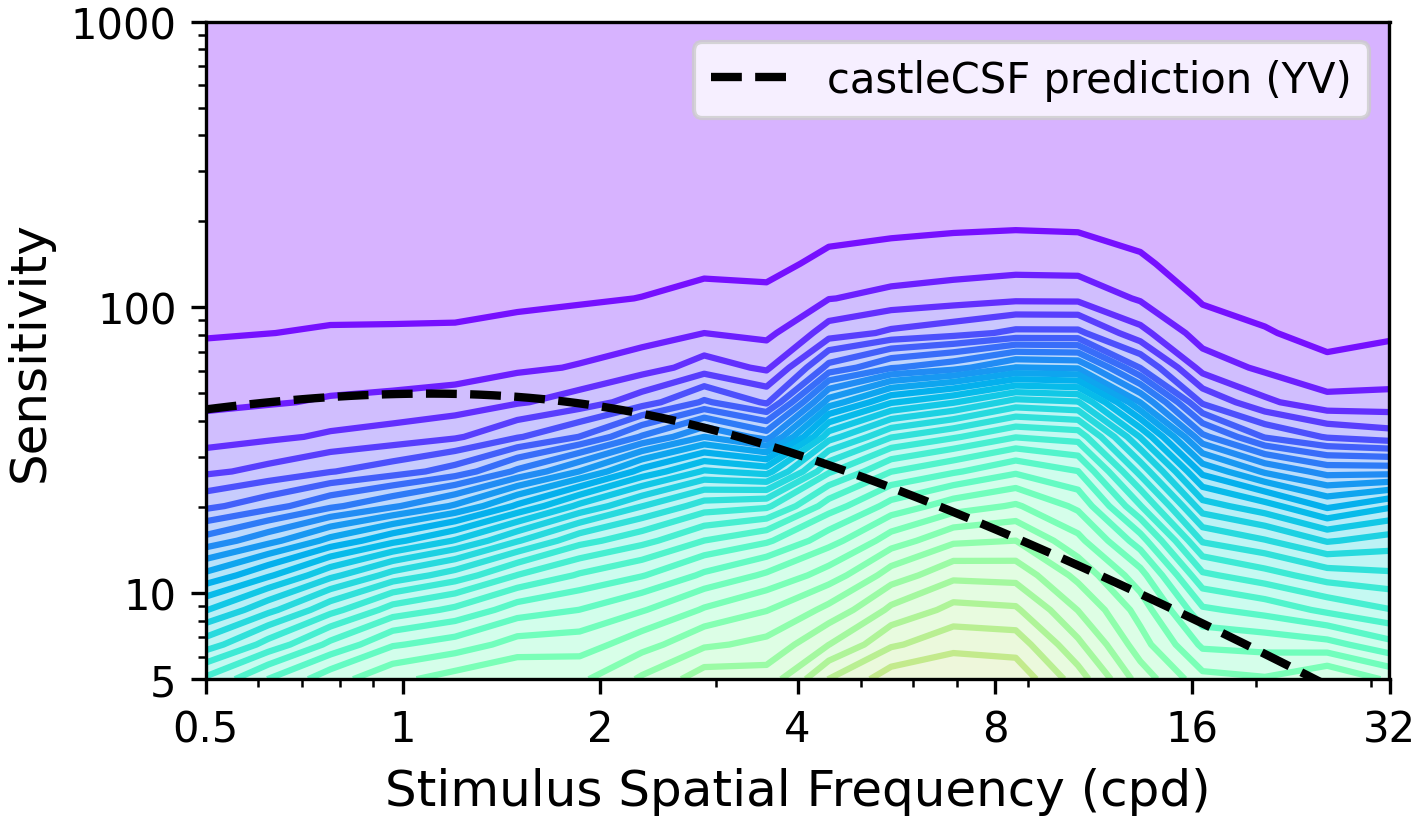 1000
castleCSF prediction (YV)
100
Sensitivity
10
5
0.5 1 2 4 8 16 32
Stimulus Spatial Frequency (cpd)